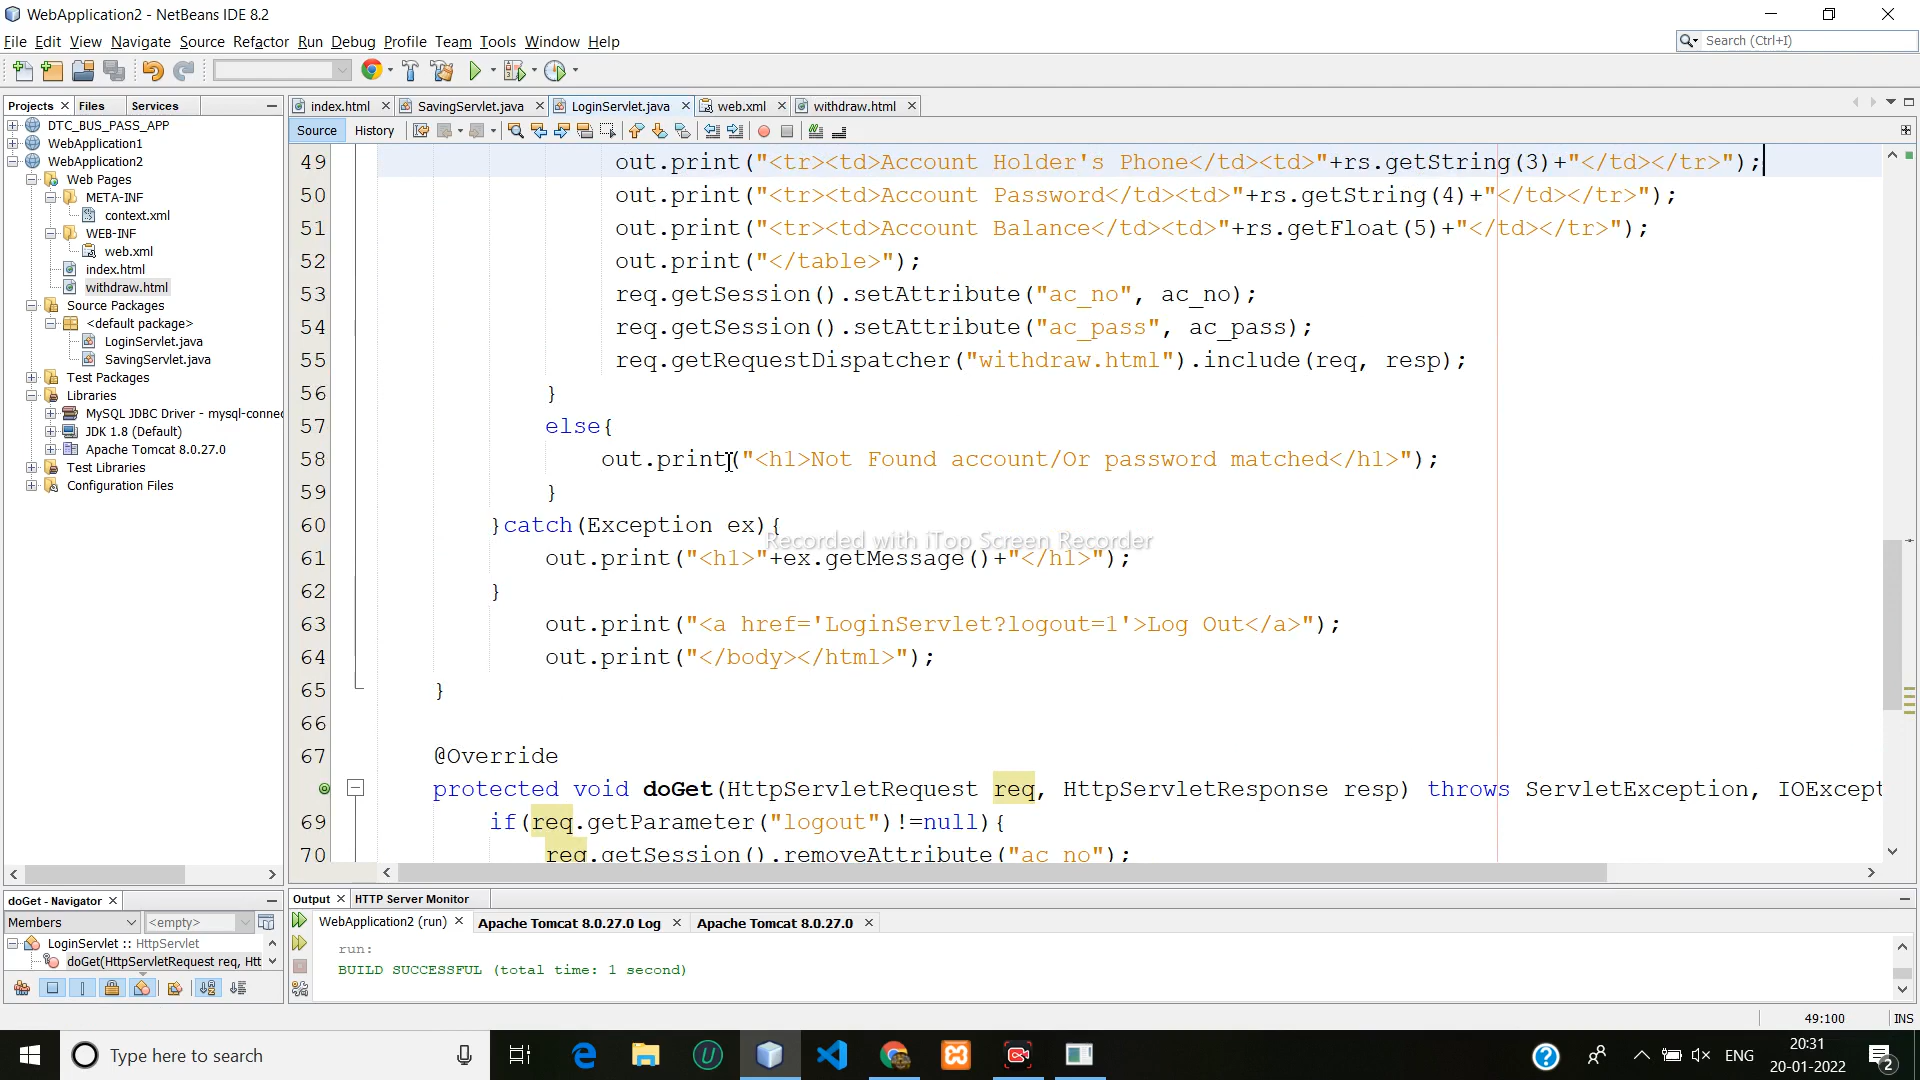 WebApplication2 - NetBeans IDE 8.2
File Edit View Navigate Source Refactor Run Debug Profile Team Tools Window Help
Search (Ctrl+I)
Projects Files Services
index.html SavingServlet.java LoginServlet.java web.xml withdraw.html
Source History
DTC_BUS_PASS_APP
WebApplication1
WebApplication2
Web Pages
META-INF
context.xml
WEB-INF
web.xml
index.html
withdraw.html
Source Packages
<default package>
LoginServlet.java
SavingServlet.java
Test Packages
Libraries
MySQL JDBC Driver - mysql-connec
JDK 1.8 (Default)
Apache Tomcat 8.0.27.0
Test Libraries
Configuration Files
49 out.print("<tr><td>Account Holder's Phone</td><td>"+rs.getString(3)+"</td></tr>");
50 out.print("<tr><td>Account Password</td><td>"+rs.getString(4)+"</td></tr>");
51 out.print("<tr><td>Account Balance</td><td>"+rs.getFloat(5)+"</td></tr>");
52 out.print("</table>");
53 req.getSession().setAttribute("ac_no", ac_no);
54 req.getSession().setAttribute("ac_pass", ac_pass);
55 req.getRequestDispatcher("withdraw.html").include(req, resp);
56 }
57 else{
58 out.print("<h1>Not Found account/Or password matched</h1>");
59 }
60 }catch(Exception ex){
Recorded with iTop Screen Recorder
61 out.print("<h1>"+ex.getMessage()+"</h1>");
62 }
63 out.print("<a href='LoginServlet?logout=1'>Log Out</a>");
64 out.print("</body></html>");
65 }
66
67 @Override
protected void doGet(HttpServletRequest req, HttpServletResponse resp) throws ServletException, IOExcept
69 if(req.getParameter("logout")!=null){
70 req.getSession().removeAttribute("ac_no");
doGet - Navigator
Members <empty>
LoginServlet :: HttpServlet
doGet(HttpServletRequest req, Htt
Output HTTP Server Monitor
WebApplication2 (run) Apache Tomcat 8.0.27.0 Log Apache Tomcat 8.0.27.0
run:
BUILD SUCCESSFUL (total time: 1 second)
49:100 INS
Type here to search
ENG
20:31
20-01-2022
2